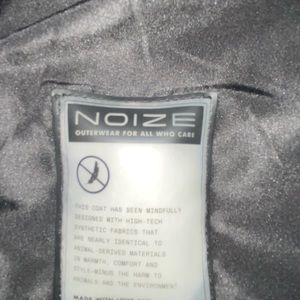 NOIZE
OUTERWEAR FOR ALL WHO CARE
THIS COAT HAS BEEN MINDFULLY
DESIGNED WITH HIGH-TECH
SYNTHETIC FABRICS THAT
ARE NEARLY IDENTICAL TO
ANIMAL-DERIVED MATERIALS
IN WARMTH, COMFORT AND
STYLE-MINUS THE HARM TO
ANIMALS AND THE ENVIRONMENT
MADE WITH